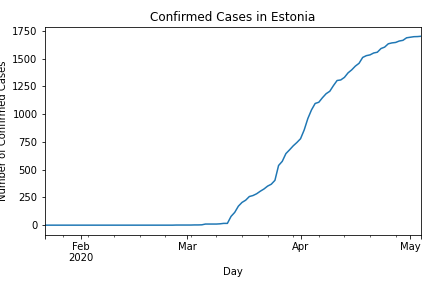 Confirmed Cases in Estonia
Number of Confirmed Cases
1750
1500
1250
1000
750
500
250
0
Feb
2020
Mar
Apr
May
Day